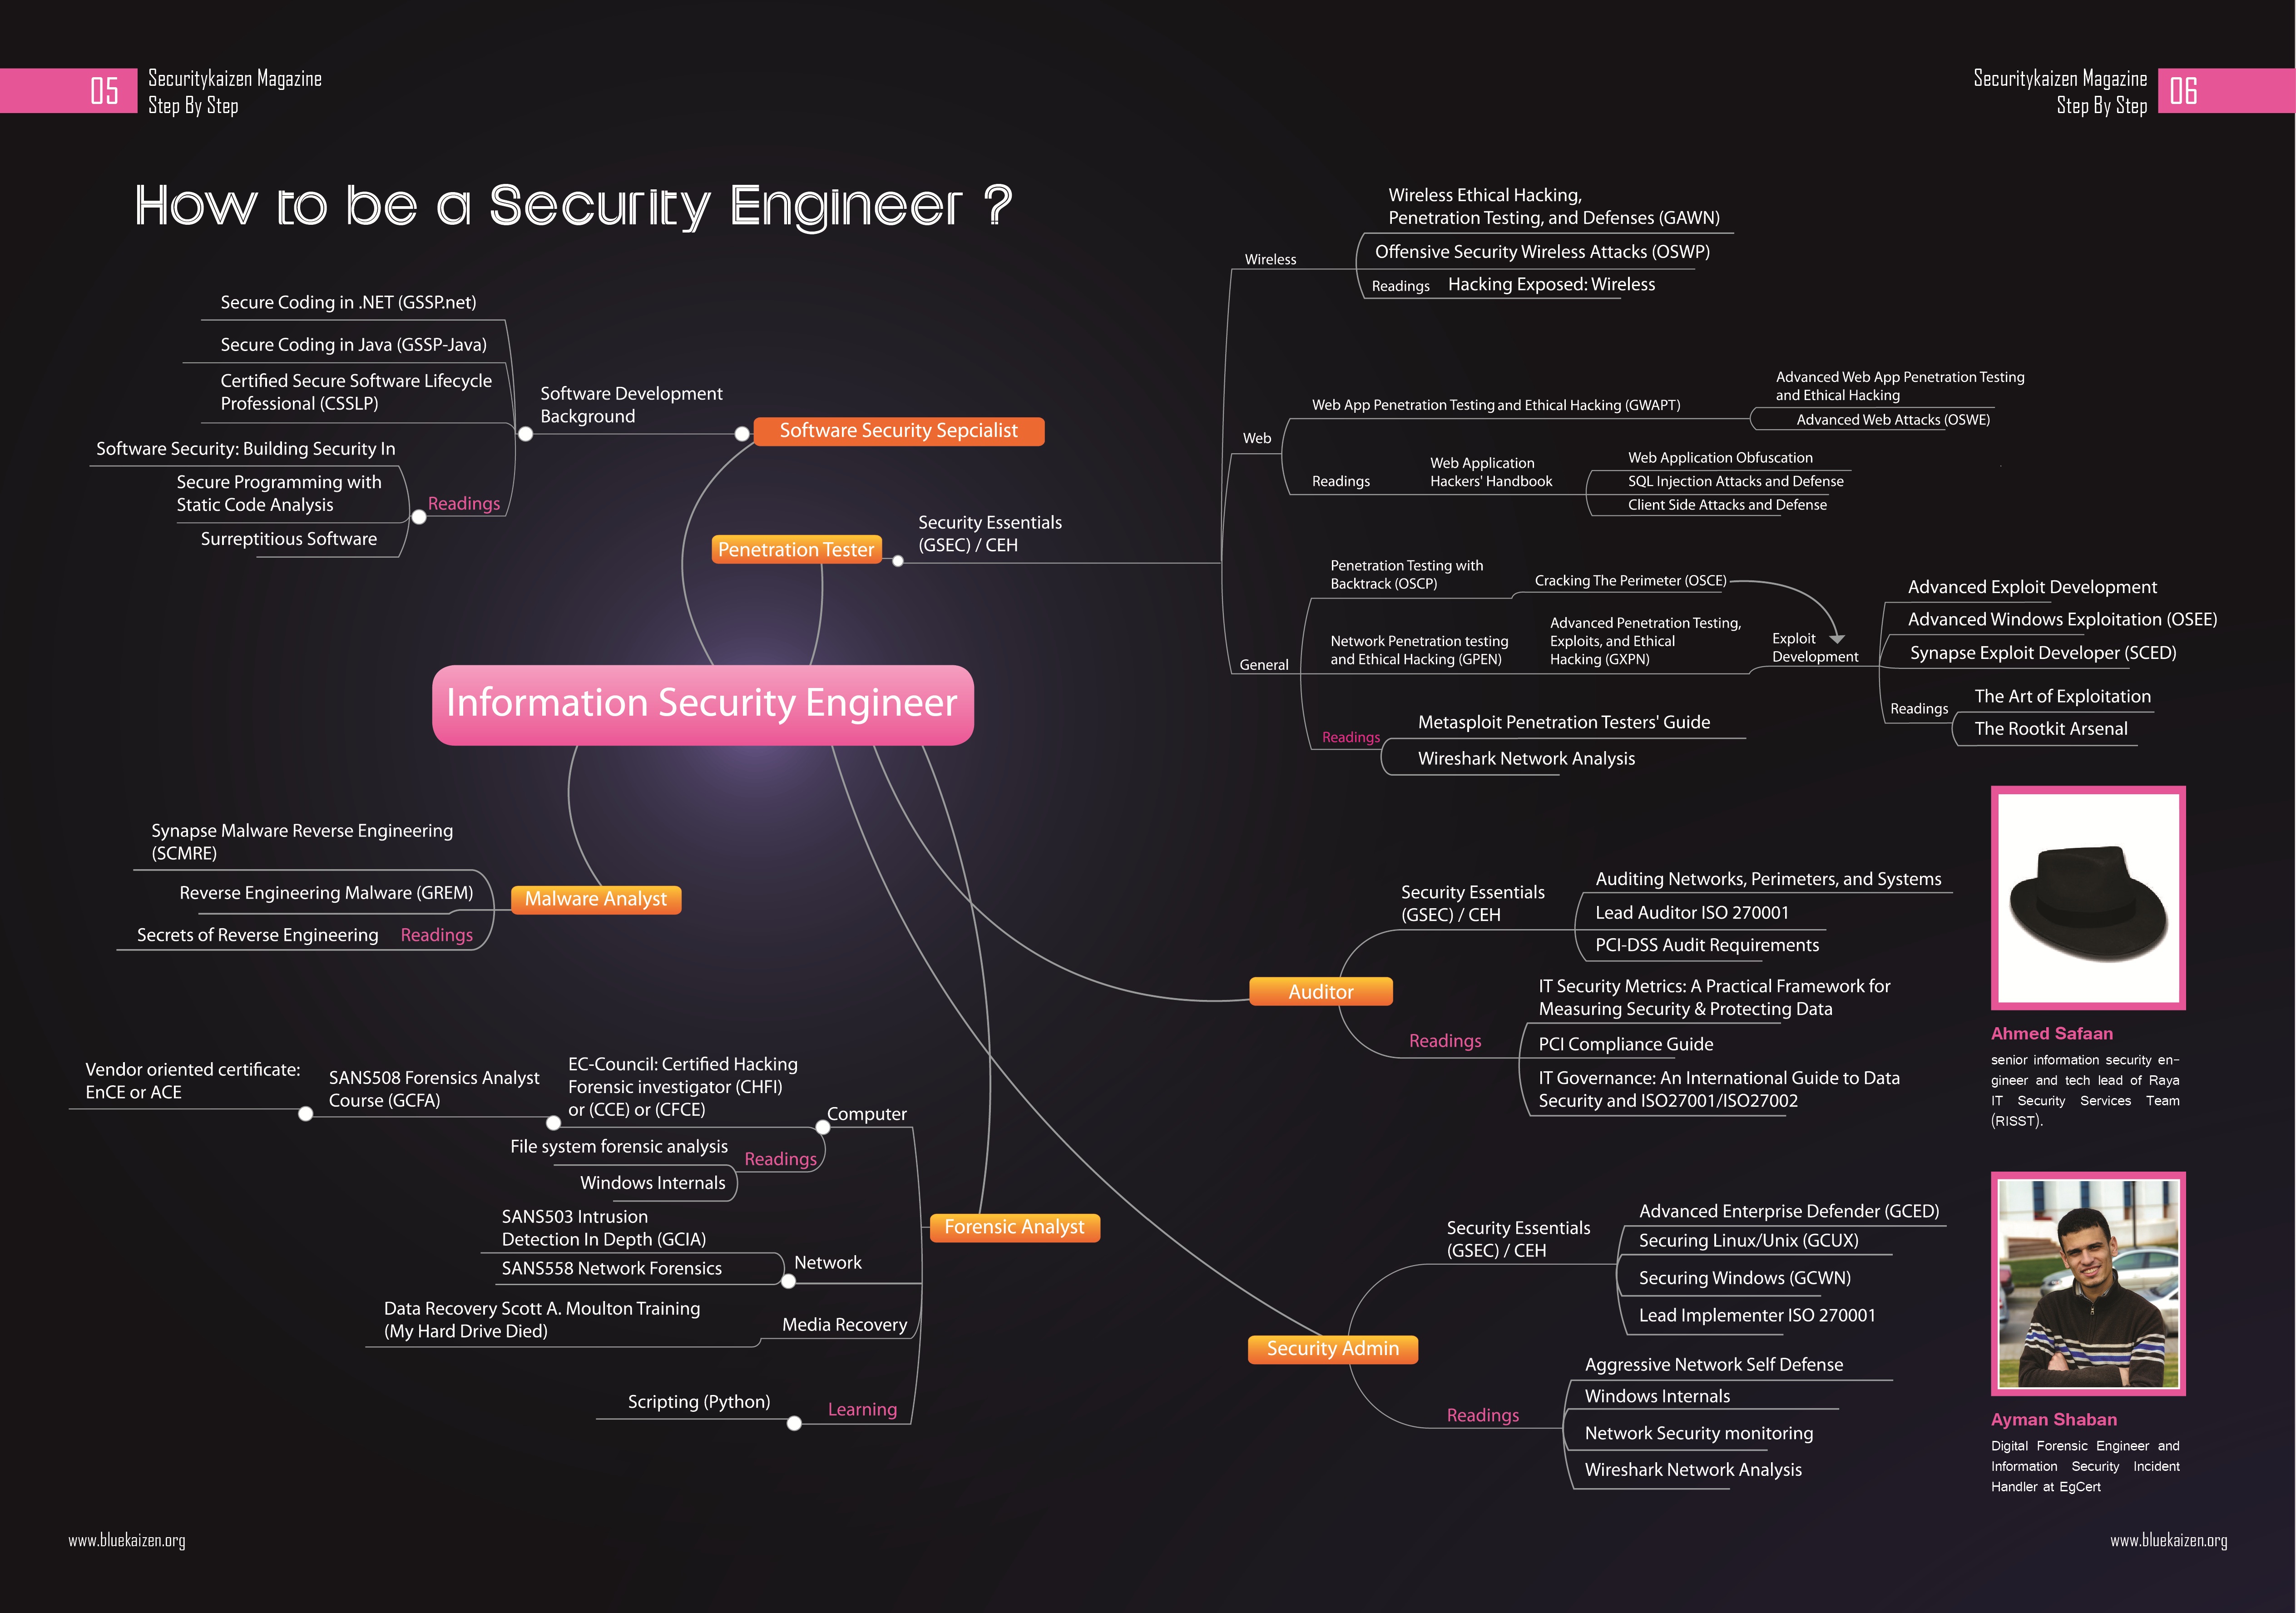 05
Securitykaizen Magazine
Step By Step
Securitykaizen Magazine
Step By Step
06
How to be a Security Engineer ?
Secure Coding in .NET (GSSP.net)
Secure Coding in Java (GSSP-Java)
Certified Secure Software Lifecycle
Professional (CSSLP)
Software Security: Building Security In
Secure Programming with
Static Code Analysis
Surreptitious Software
Readings
Software Development
Background
Software Security Sepcialist
Penetration Tester
Security Essentials
(GSEC) / CEH
Wireless
Wireless Ethical Hacking,
Penetration Testing, and Defenses (GAWN)
Offensive Security Wireless Attacks (OSWP)
Readings Hacking Exposed: Wireless
Web
Web App Penetration Testing and Ethical Hacking (GWAPT)
Advanced Web App Penetration Testing
and Ethical Hacking
Advanced Web Attacks (OSWE)
Readings
Web Application
Hackers' Handbook
Web Application Obfuscation
SQL Injection Attacks and Defense
Client Side Attacks and Defense
General
Penetration Testing with
Backtrack (OSCP)
Cracking The Perimeter (OSCE)
Network Penetration testing
and Ethical Hacking (GPEN)
Advanced Penetration Testing,
Exploits, and Ethical
Hacking (GXPN)
Exploit
Development
Advanced Exploit Development
Advanced Windows Exploitation (OSEE)
Synapse Exploit Developer (SCED)
Readings
The Art of Exploitation
The Rootkit Arsenal
Readings
Metasploit Penetration Testers' Guide
Wireshark Network Analysis
Information Security Engineer
Synapse Malware Reverse Engineering
(SCMRE)
Reverse Engineering Malware (GREM)
Secrets of Reverse Engineering Readings
Malware Analyst
Vendor oriented certificate:
EnCE or ACE
SANS508 Forensics Analyst
Course (GCFA)
EC-Council: Certified Hacking
Forensic investigator (CHFI)
or (CCE) or (CFCE)
Computer
File system forensic analysis
Windows Internals
Readings
SANS503 Intrusion
Detection In Depth (GCIA)
SANS558 Network Forensics
Network
Data Recovery Scott A. Moulton Training
(My Hard Drive Died)
Media Recovery
Scripting (Python)
Learning
Forensic Analyst
Auditor
Security Essentials
(GSEC) / CEH
Auditing Networks, Perimeters, and Systems
Lead Auditor ISO 270001
PCI-DSS Audit Requirements
Readings
IT Security Metrics: A Practical Framework for
Measuring Security & Protecting Data
PCI Compliance Guide
IT Governance: An International Guide to Data
Security and ISO27001/ISO27002
Security Admin
Security Essentials
(GSEC) / CEH
Advanced Enterprise Defender (GCED)
Securing Linux/Unix (GCUX)
Securing Windows (GCWN)
Lead Implementer ISO 270001
Readings
Aggressive Network Self Defense
Windows Internals
Network Security monitoring
Wireshark Network Analysis
Ahmed Safaan
senior information security en-
gineer and tech lead of Raya
IT Security Services Team
(RISST).
Ayman Shaban
Digital Forensic Engineer and
Information Security Incident
Handler at EgCert
www.bluekaizen.org
www.bluekaizen.org